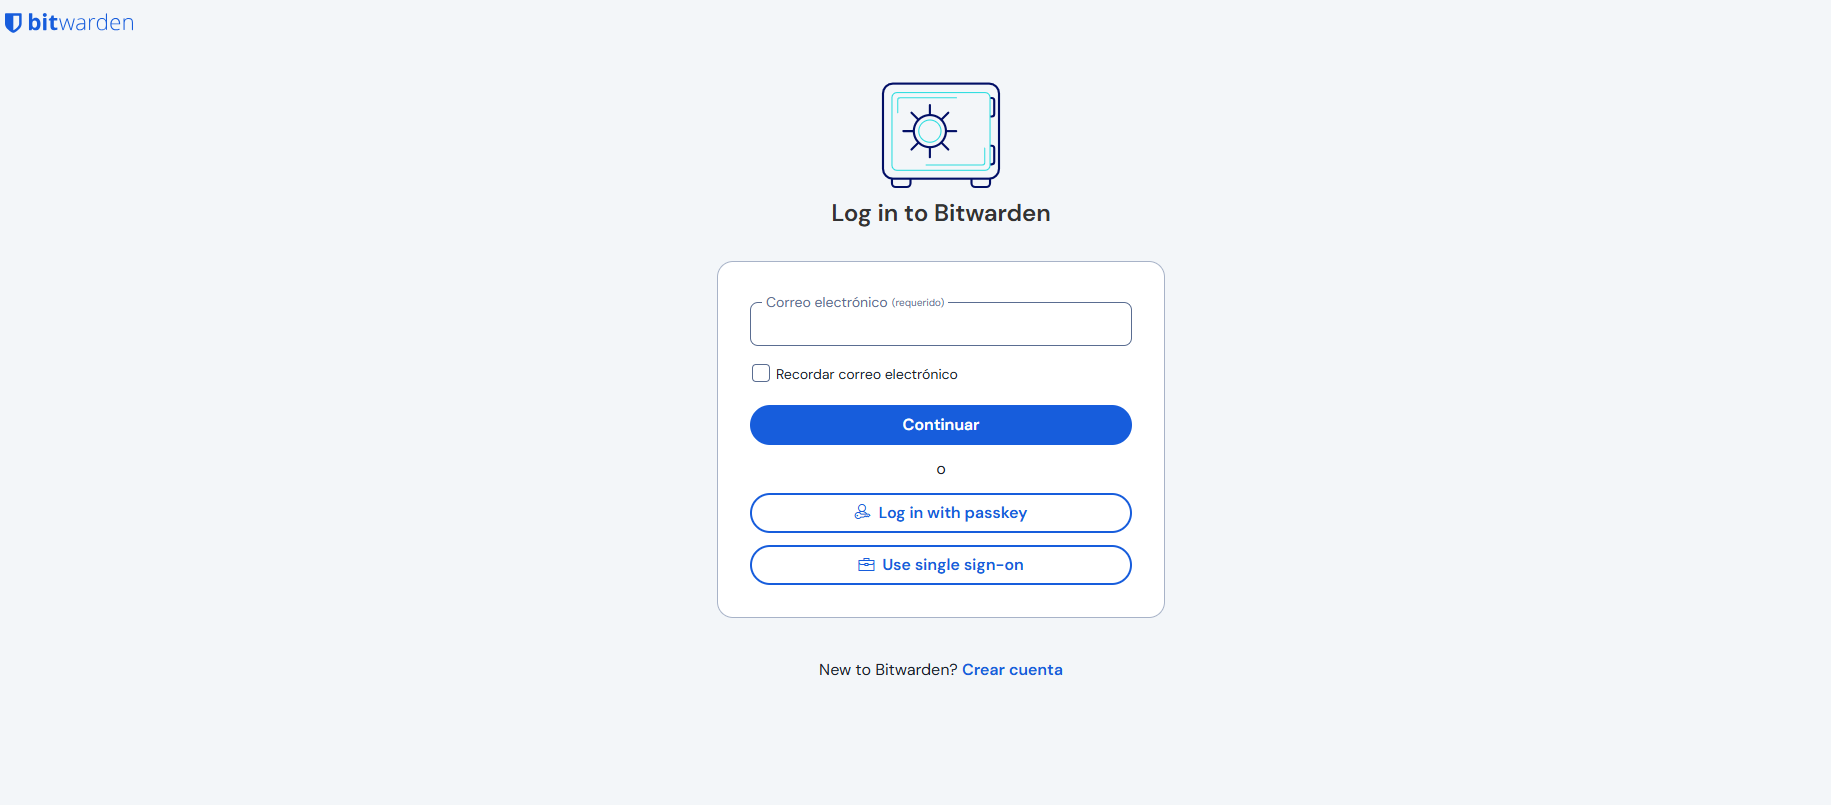 bitwarden
Log in to Bitwarden
Correo electrónico (requerido)
Recordar correo electrónico
Continuar
o
Log in with passkey
Use single sign-on
New to Bitwarden? Crear cuenta